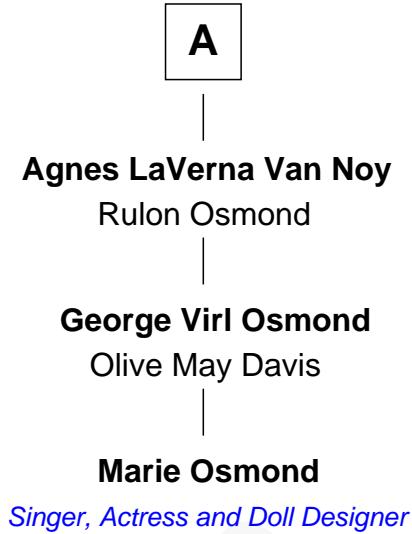 A
Agnes LaVerna Van Noy
Rulon Osmond
George Virl Osmond
Olive May Davis
Marie Osmond
Singer, Actress and Doll Designer